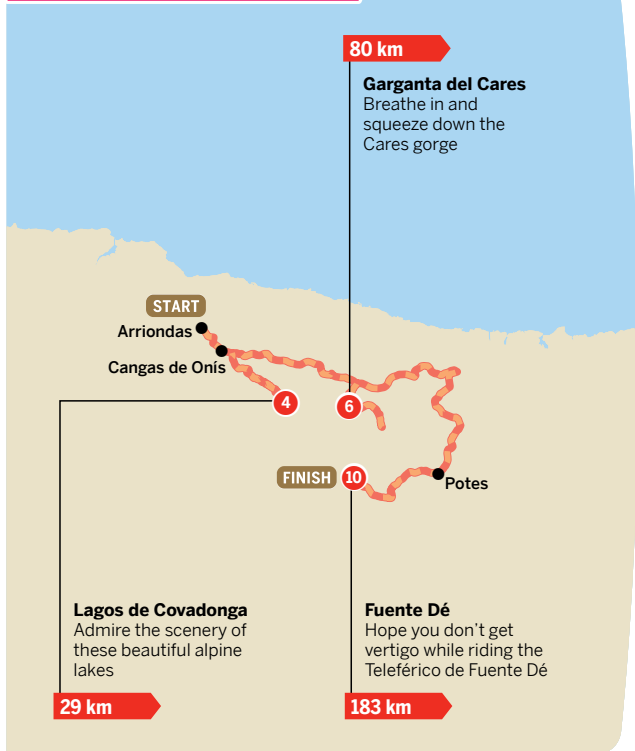 80 km
Garganta del Cares
Breathe in and
squeeze down the
Cares gorge
START
Arriondas
Cangas de Onís
4
6
FINISH
10
Potes
Lagos de Covadonga
Admire the scenery of
these beautiful alpine
lakes
29 km
Fuente Dé
Hope you don't get
vertigo while riding the
Teleférico de Fuente Dé
183 km